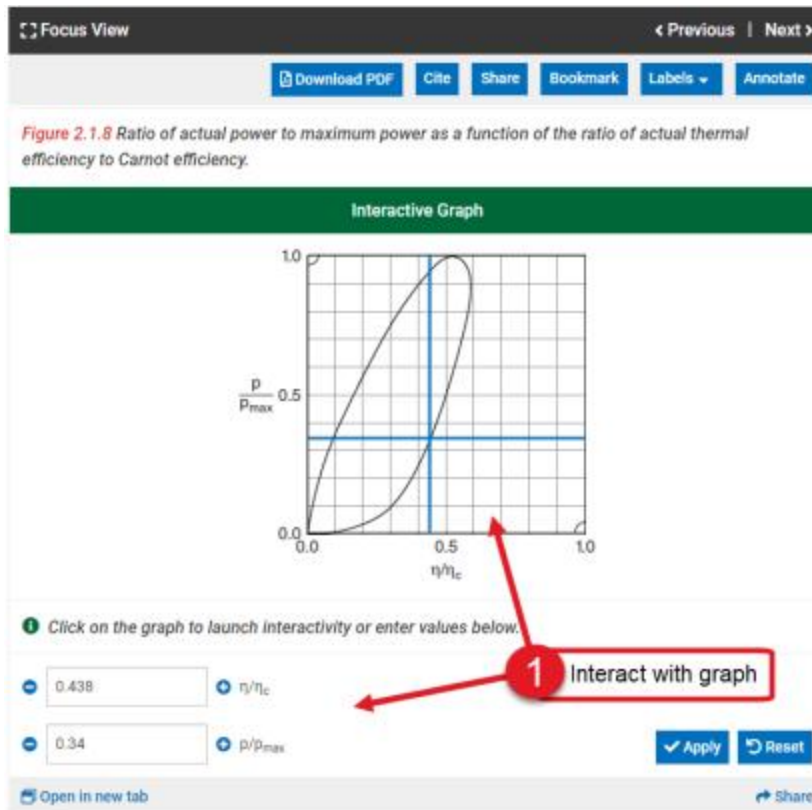 Focus View
Previous | Next
Download PDF Cite Share Bookmark Labels Annotate
Figure 2.1.8 Ratio of actual power to maximum power as a function of the ratio of actual thermal
efficiency to Carnot efficiency.
Interactive Graph
1.0
p
pmax
0.5
0.0
0.0 0.5 1.0
η/ηc
Click on the graph to launch interactivity or enter values below.
1 Interact with graph
0.438 η/ηc
0.34 p/pmax
Apply Reset
Open in new tab Share